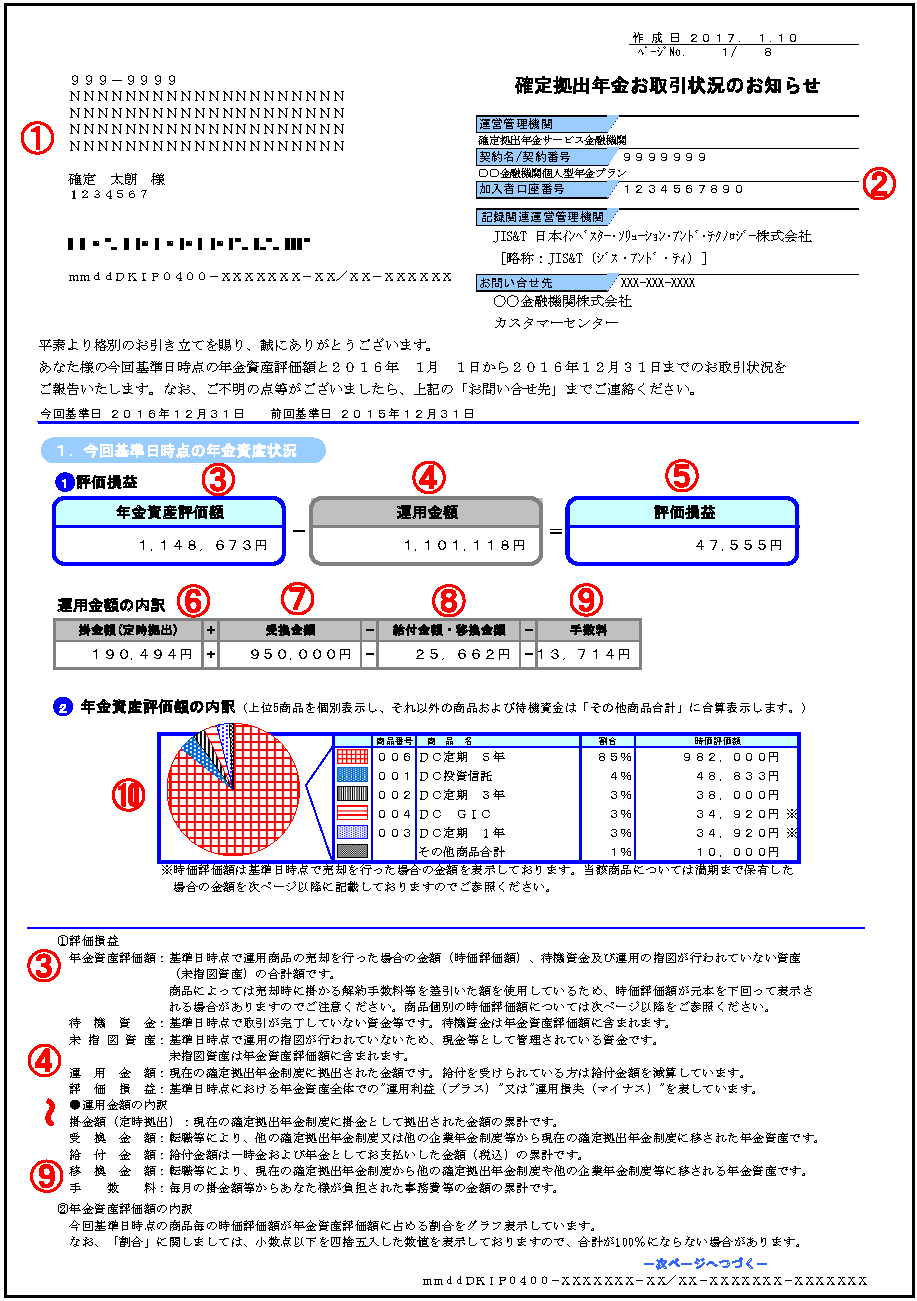 作 成 日 ２０１７． １．１０
ﾍﾟｰｼﾞNo. １／ ８
９９９－９９９９
ＮＮＮＮＮＮＮＮＮＮＮＮＮＮＮＮＮＮＮＮ
ＮＮＮＮＮＮＮＮＮＮＮＮＮＮＮＮＮＮＮＮ
ＮＮＮＮＮＮＮＮＮＮＮＮＮＮＮＮＮＮＮＮ
ＮＮＮＮＮＮＮＮＮＮＮＮＮＮＮＮＮＮＮＮ
①
確定 太朗 様
１２３４５６７
ｍｍｄｄＤＫＩＰ０４００－ＸＸＸＸＸＸＸ－ＸＸ／ＸＸ－ＸＸＸＸＸＸ
確定拠出年金お取引状況のお知らせ
運営管理機関
確定拠出年金サービス金融機関
契約名/契約番号 ９９９９９９９
〇〇金融機関個人型年金プラン
加入者口座番号 １２３４５６７８９０
②
記録関連運営管理機関
JIS&T 日本ｲﾝﾍﾞｽﾀｰ･ｿﾘｭｰｼｮﾝ･ｱﾝﾄﾞ･ﾃｸﾉﾛｼﾞｰ株式会社
［略称：JIS&T（ｼﾞｽ・ｱﾝﾄﾞ・ﾃｨ）］
お問い合せ先 XXX-XXX-XXXX
〇〇金融機関株式会社
カスタマーセンター
平素より格別のお引き立てを賜り、誠にありがとうございます。
あなた様の今回基準日時点の年金資産評価額と２０１６年 １月 １日から２０１６年１２月３１日までのお取引状況を
ご報告いたします。なお、ご不明の点等がございましたら、上記の「お問い合せ先」までご連絡ください。
今回基準日 ２０１６年１２月３１日 前回基準日 ２０１５年１２月３１日
１．今回基準日時点の年金資産状況
❶評価損益 ③ ④ ⑤
年金資産評価額 運用金額 評価損益
１，１４８，６７３円 － １，１０１，１１８円 ＝ ４７，５５５円
運用金額の内訳 ⑥ ⑦ ⑧ ⑨
掛金額(定時拠出) ＋ 受換金額 － 給付金額・移換金額 － 手数料
１９０，４９４円 ＋ ９５０，０００円 － ２５，６６２円 － １３，７１４円
❷ 年金資産評価額の内訳（上位5商品を個別表示し、それ以外の商品および待機資金は「その他商品合計」に合算表示します。）
⑩
商品番号 商 品 名 割合 時価評価額
００６ ＤＣ定期 ５年 ８５% ９８２，０００円
００１ ＤＣ投資信託 ４% ４８，８３３円
００２ ＤＣ定期 ３年 ３% ３８，０００円
００４ ＤＣ ＧＩＣ ３% ３４，９２０円 ※
００３ ＤＣ定期 １年 ３% ３４，９２０円 ※
その他商品合計 １% １０，０００円
※時価評価額は基準日時点で売却を行った場合の金額を表示しております。当該商品については満期まで保有した
場合の金額を次ページ以降に記載しておりますのでご参照ください。
①評価損益
③ 年金資産評価額：基準日時点で運用商品の売却を行った場合の金額（時価評価額）、待機資金及び運用の指図が行われていない資産
（未指図資産）の合計額です。
商品によっては売却時に掛かる解約手数料等を差引いた額を使用しているため、時価評価額が元本を下回って表示さ
れる場合がありますのでご注意ください。商品個別の時価評価額については次ページ以降をご参照ください。
待 機 資 金：基準日時点で取引が完了していない資金等です。待機資金は年金資産評価額に含まれます。
未 指 図 資 産：基準日時点で運用の指図が行われていないため、現金等として管理されている資金です。
未指図資産は年金資産評価額に含まれます。
④ 運 用 金 額：現在の確定拠出年金制度に拠出された金額です。給付を受けられている方は給付金額を減算しています。
評 価 損 益：基準日時点における年金資産全体での"運用利益（プラス）"又は"運用損失（マイナス）"を表しています。
～ ●運用金額の内訳
掛金額（定時拠出）：現在の確定拠出年金制度に掛金として拠出された金額の累計です。
受 換 金 額：転職等により、他の確定拠出年金制度又は他の企業年金制度等から現在の確定拠出年金制度に移された年金資産です。
給 付 金 額：給付金額は一時金および年金としてお支払いした金額（税込）の累計です。
⑨ 移 換 金 額：転職等により、現在の確定拠出年金制度から他の確定拠出年金制度や他の企業年金制度等に移される年金資産です。
手 数 料：毎月の掛金額等からあなた様が負担された事務費等の金額の累計です。
②年金資産評価額の内訳
今回基準日時点の商品毎の時価評価額が年金資産評価額に占める割合をグラフ表示しています。
なお、「割合」に関しましては、小数点以下を四捨五入した数値を表示しておりますので、合計が100％にならない場合があります。
－次ページへつづく－
ｍｍｄｄＤＫＩＰ０４００－ＸＸＸＸＸＸＸ－ＸＸ／ＸＸ－ＸＸＸＸＸＸＸ－ＸＸＸＸＸＸＸ